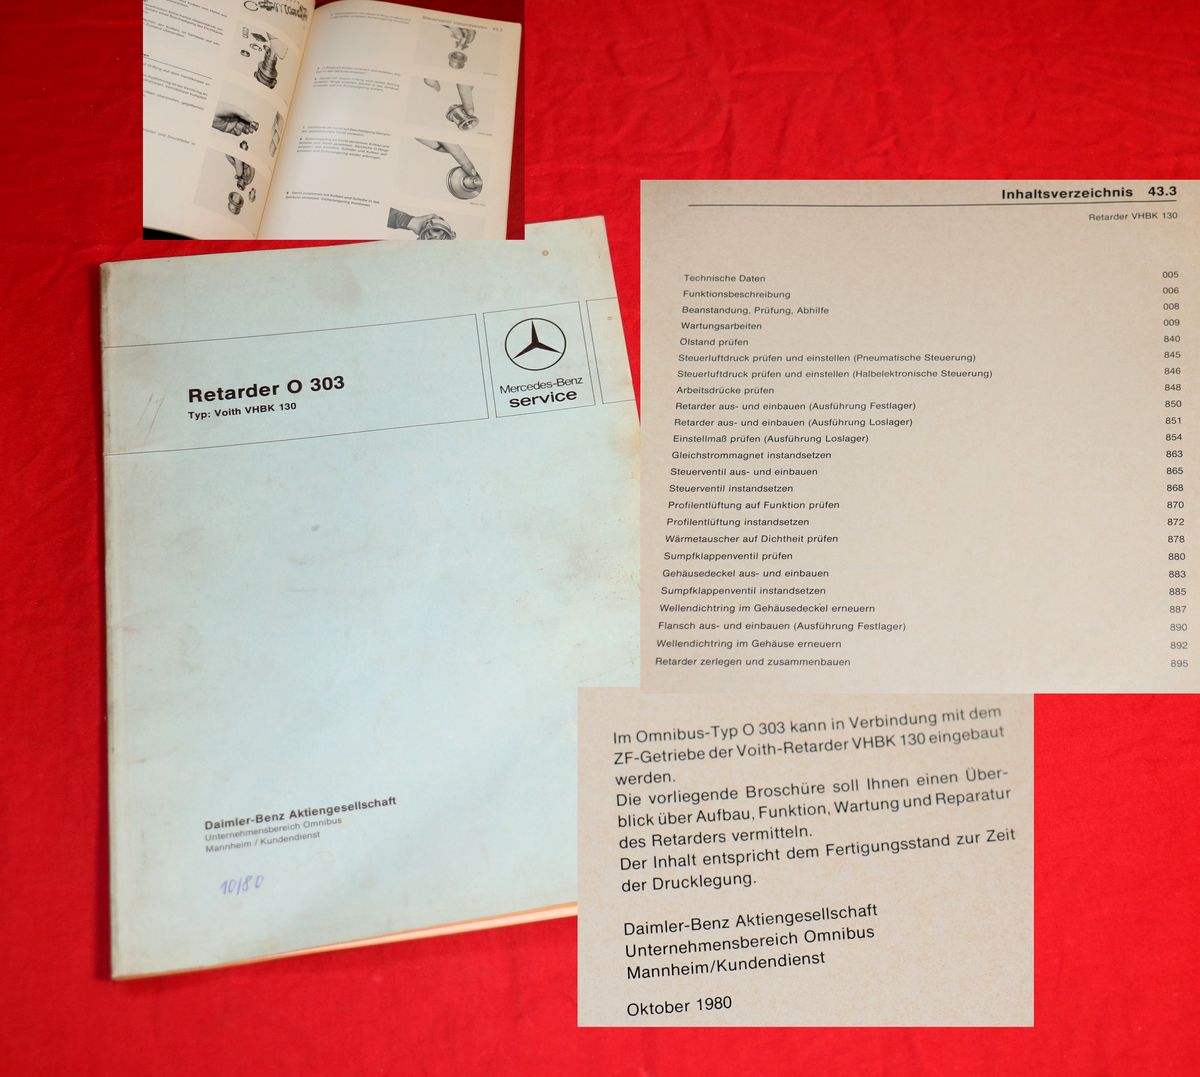 Steuerventil instandsetzen 43.3
Retarder O 303
Typ: Voith VHBK 130
Mercedes-Benz
service
Daimler-Benz Aktiengesellschaft
Unternehmensbereich Omnibus
Mannheim / Kundendienst
10/80
Inhaltsverzeichnis 43.3
Retarder VHBK 130
Technische Daten 005
Funktionsbeschreibung 006
Beanstandung, Prüfung, Abhilfe 008
Wartungsarbeiten 009
Ölstand prüfen 840
Steuerluftdruck prüfen und einstellen (Pneumatische Steuerung) 845
Steuerluftdruck prüfen und einstellen (Halbelektronische Steuerung) 846
Arbeitsdrücke prüfen 848
Retarder aus- und einbauen (Ausführung Festlager) 850
Retarder aus- und einbauen (Ausführung Loslager) 851
Einstellmaß prüfen (Ausführung Loslager) 854
Gleichstrommagnet instandsetzen 863
Steuerventil aus- und einbauen 865
Steuerventil instandsetzen 868
Profilentlüftung auf Funktion prüfen 870
Profilentlüftung instandsetzen 872
Wärmetauscher auf Dichtheit prüfen 878
Sumpfklappenventil prüfen 880
Gehäusedeckel aus- und einbauen 883
Sumpfklappenventil instandsetzen 885
Wellendichtring im Gehäusedeckel erneuern 887
Flansch aus- und einbauen (Ausführung Festlager) 890
Wellendichtring im Gehäuse erneuern 892
Retarder zerlegen und zusammenbauen 895
Im Omnibus-Typ O 303 kann in Verbindung mit dem
ZF-Getriebe der Voith-Retarder VHBK 130 eingebaut
werden.
Die vorliegende Broschüre soll Ihnen einen Über-
blick über Aufbau, Funktion, Wartung und Reparatur
des Retarders vermitteln.
Der Inhalt entspricht dem Fertigungsstand zur Zeit
der Drucklegung.
Daimler-Benz Aktiengesellschaft
Unternehmensbereich Omnibus
Mannheim/Kundendienst
Oktober 1980